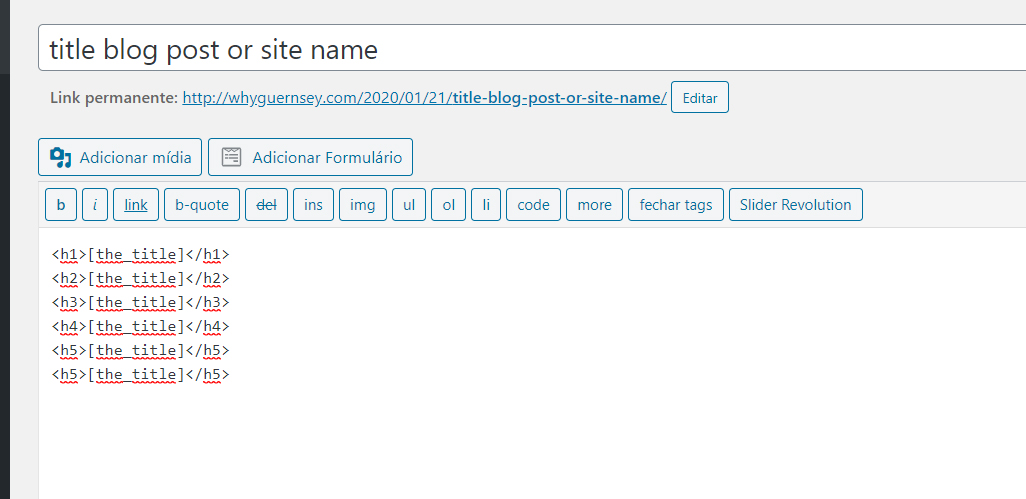 title blog post or site name
Link permanente: http://whyguernsey.com/2020/01/21/title-blog-post-or-site-name/ Editar
Adicionar mídia Adicionar Formulário
b i link b-quote del ins img ul ol li code more fechar tags Slider Revolution
<h1>[the_title]</h1>
<h2>[the_title]</h2>
<h3>[the_title]</h3>
<h4>[the_title]</h4>
<h5>[the_title]</h5>
<h5>[the_title]</h5>